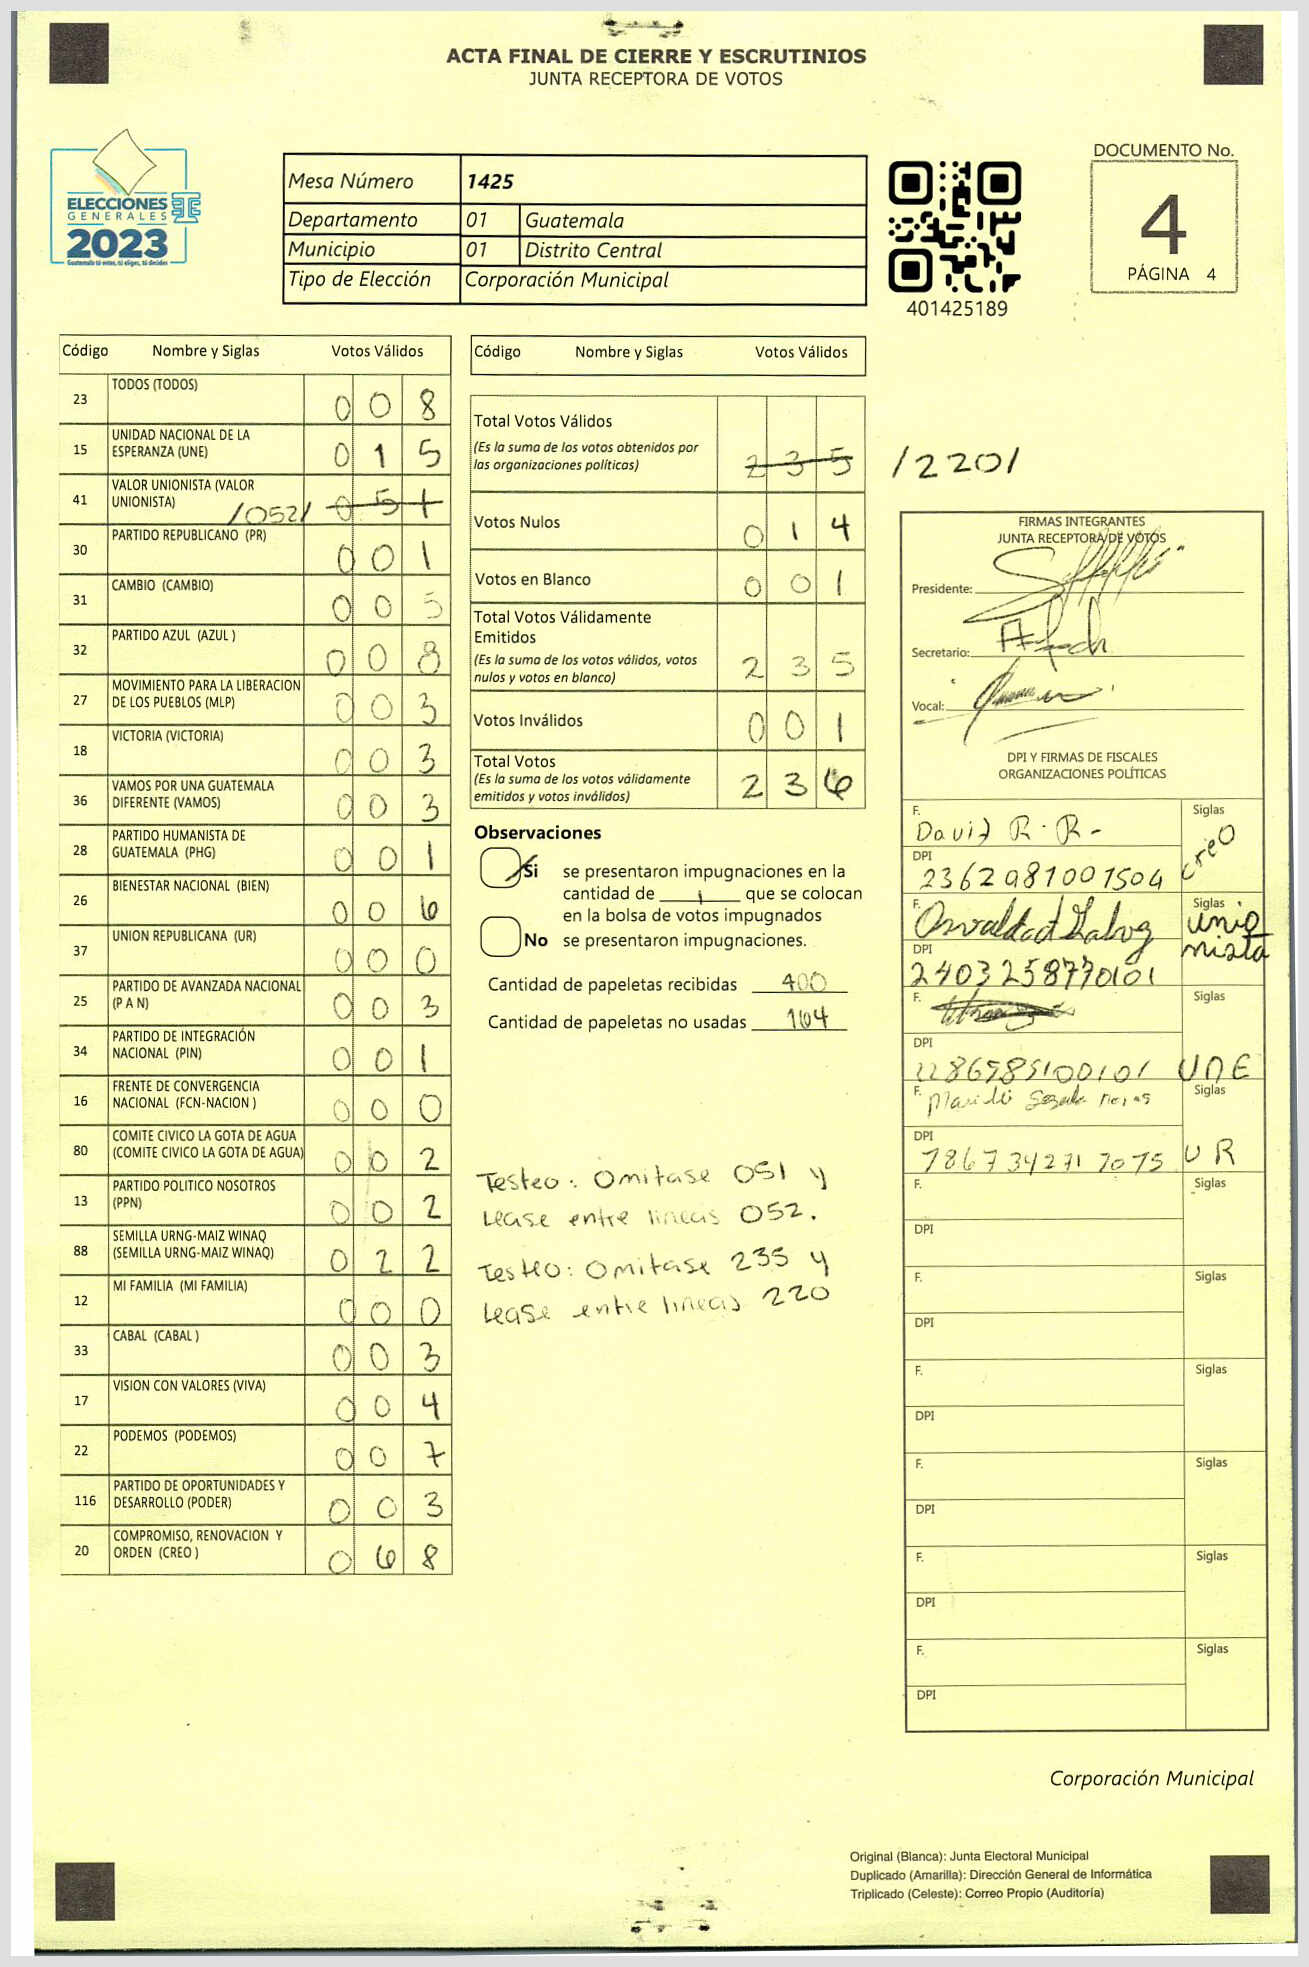 ACTA FINAL DE CIERRE Y ESCRUTINIOS
JUNTA RECEPTORA DE VOTOS
ELECCIONES
GENERALES
2023
Guatemala tú votas, tú eliges, tú decides
Mesa Número 1425
Departamento 01 Guatemala
Municipio 01 Distrito Central
Tipo de Elección Corporación Municipal
401425189
DOCUMENTO No.
4
PÁGINA 4
Código Nombre y Siglas Votos Válidos
23 TODOS (TODOS) 0 0 8
15 UNIDAD NACIONAL DE LA ESPERANZA (UNE) 0 1 5
41 VALOR UNIONISTA (VALOR UNIONISTA) /052/ 0 5 1
30 PARTIDO REPUBLICANO (PR) 0 0 1
31 CAMBIO (CAMBIO) 0 0 5
32 PARTIDO AZUL (AZUL ) 0 0 8
27 MOVIMIENTO PARA LA LIBERACION DE LOS PUEBLOS (MLP) 0 0 3
18 VICTORIA (VICTORIA) 0 0 3
36 VAMOS POR UNA GUATEMALA DIFERENTE (VAMOS) 0 0 3
28 PARTIDO HUMANISTA DE GUATEMALA (PHG) 0 0 1
26 BIENESTAR NACIONAL (BIEN) 0 0 6
37 UNION REPUBLICANA (UR) 0 0 0
25 PARTIDO DE AVANZADA NACIONAL (P A N) 0 0 3
34 PARTIDO DE INTEGRACIÓN NACIONAL (PIN) 0 0 1
16 FRENTE DE CONVERGENCIA NACIONAL (FCN-NACION ) 0 0 0
80 COMITE CIVICO LA GOTA DE AGUA (COMITE CIVICO LA GOTA DE AGUA) 0 0 2
13 PARTIDO POLITICO NOSOTROS (PPN) 0 0 2
88 SEMILLA URNG-MAIZ WINAQ (SEMILLA URNG-MAIZ WINAQ) 0 2 2
12 MI FAMILIA (MI FAMILIA) 0 0 0
33 CABAL (CABAL ) 0 0 3
17 VISION CON VALORES (VIVA) 0 0 4
22 PODEMOS (PODEMOS) 0 0 7
116 PARTIDO DE OPORTUNIDADES Y DESARROLLO (PODER) 0 0 3
20 COMPROMISO, RENOVACION Y ORDEN (CREO ) 0 6 8
Código Nombre y Siglas Votos Válidos
Total Votos Válidos
(Es la suma de los votos obtenidos por
las organizaciones políticas) 2 3 5 /220/
Votos Nulos 0 1 4
Votos en Blanco 0 0 1
Total Votos Válidamente
Emitidos
(Es la suma de los votos válidos, votos
nulos y votos en blanco) 2 3 5
Votos Inválidos 0 0 1
Total Votos
(Es la suma de los votos válidamente
emitidos y votos inválidos) 2 3 6
Observaciones
Si se presentaron impugnaciones en la
cantidad de 1 que se colocan
en la bolsa de votos impugnados
No se presentaron impugnaciones.
Cantidad de papeletas recibidas 400
Cantidad de papeletas no usadas 164
Testeo: Omitase 051 y
Lease entre lineas 052.
Testeo: Omitase 235 y
Lease entre lineas 220
FIRMAS INTEGRANTES
JUNTA RECEPTORA DE VOTOS
Presidente:
Secretario:
Vocal:
DPI Y FIRMAS DE FISCALES
ORGANIZACIONES POLÍTICAS
F. David R. R- Siglas creo
DPI 2362981001504
F. Siglas unionista
DPI 2403258770101
F. Siglas
DPI UNE
F. Siglas
DPI 7867342717075 UR
F. Siglas
DPI
F. Siglas
DPI
F. Siglas
DPI
F. Siglas
DPI
F. Siglas
DPI
F. Siglas
DPI
Corporación Municipal
Original (Blanca): Junta Electoral Municipal
Duplicado (Amarilla): Dirección General de Informática
Triplicado (Celeste): Correo Propio (Auditoría)